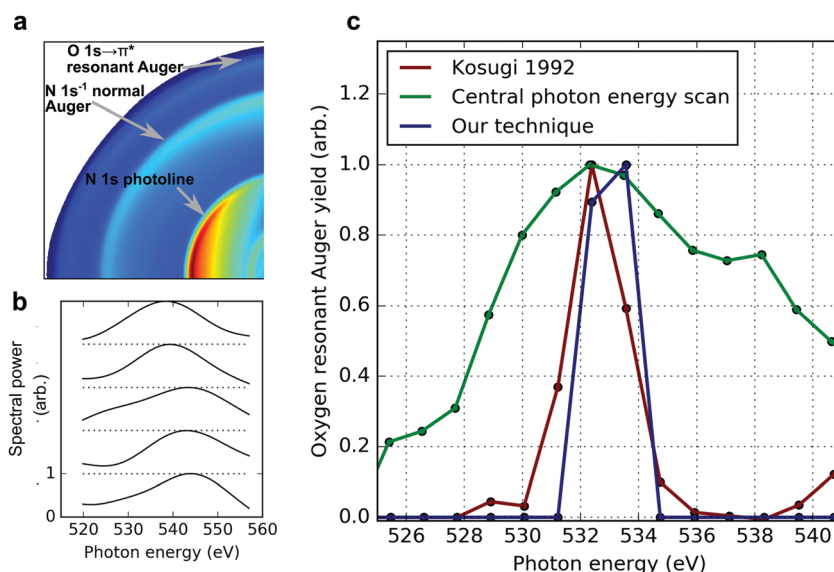 a
O 1s→π*
resonant Auger
N 1s⁻¹ normal
Auger
N 1s photoline
b
Spectral power
(arb.)
1
0
520 530 540 550 560
Photon energy (eV)
c
Oxygen resonant Auger yield (arb.)
Kosugi 1992
Central photon energy scan
Our technique
1.2
1.0
0.8
0.6
0.4
0.2
0.0
526 528 530 532 534 536 538 540
Photon energy (eV)